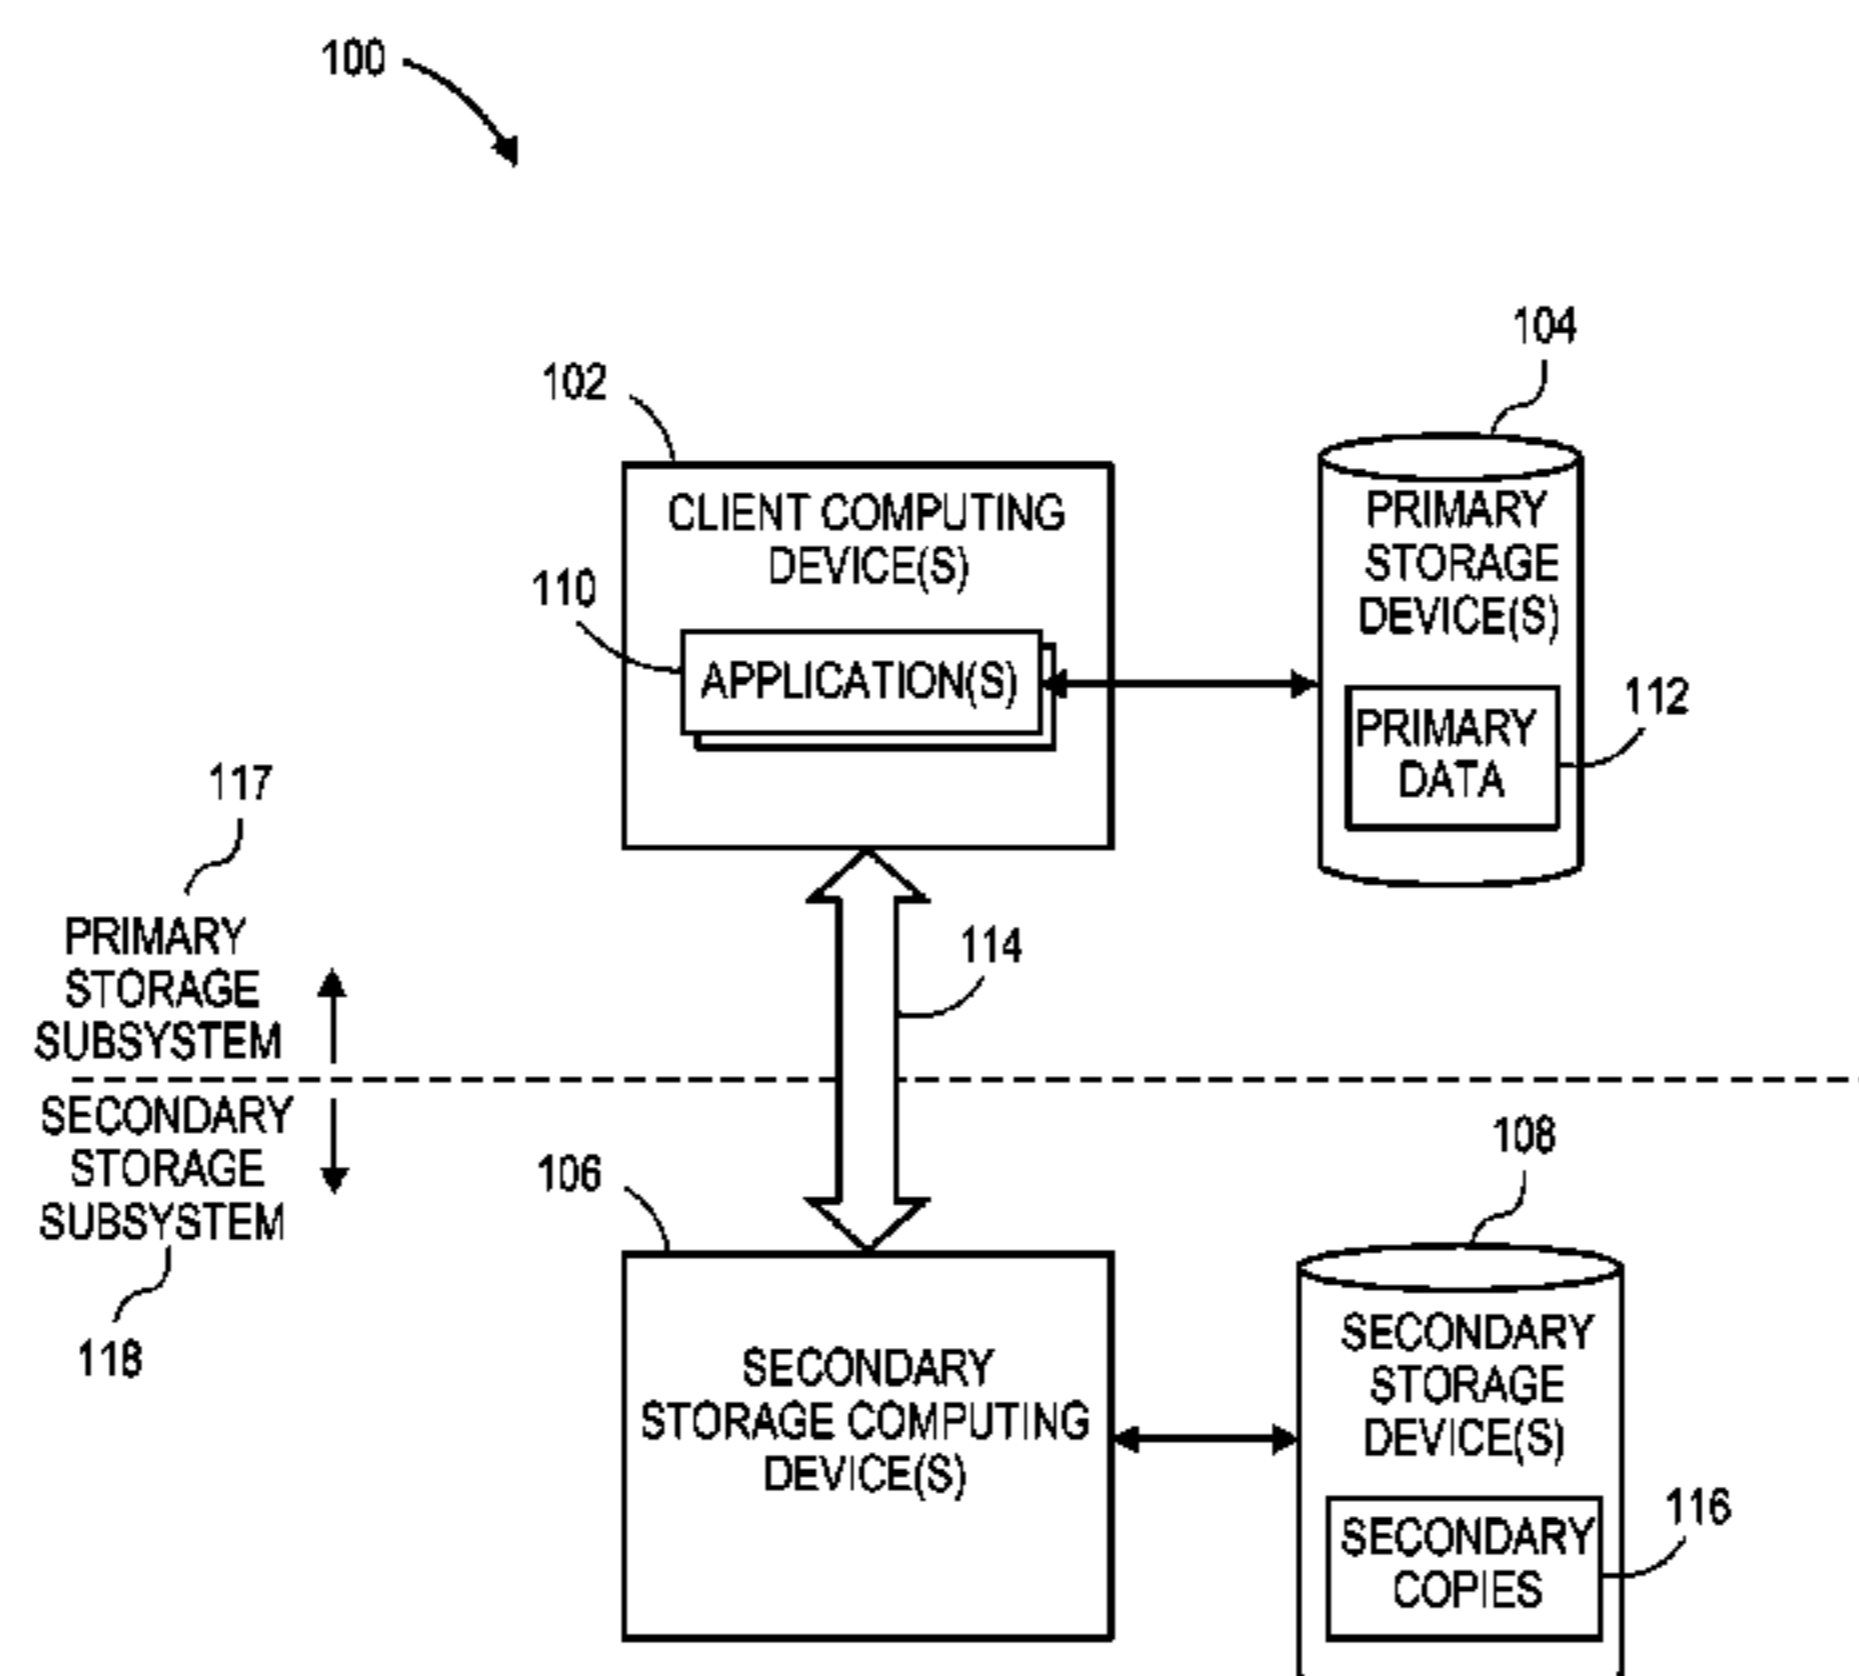 100
104
102
CLIENT COMPUTING
DEVICE(S)
110
APPLICATION(S)
PRIMARY
STORAGE
DEVICE(S)
PRIMARY
DATA
112
117
PRIMARY
STORAGE
SUBSYSTEM
114
SECONDARY
STORAGE
SUBSYSTEM
118
106
108
SECONDARY
STORAGE COMPUTING
DEVICE(S)
SECONDARY
STORAGE
DEVICE(S)
SECONDARY
COPIES
116